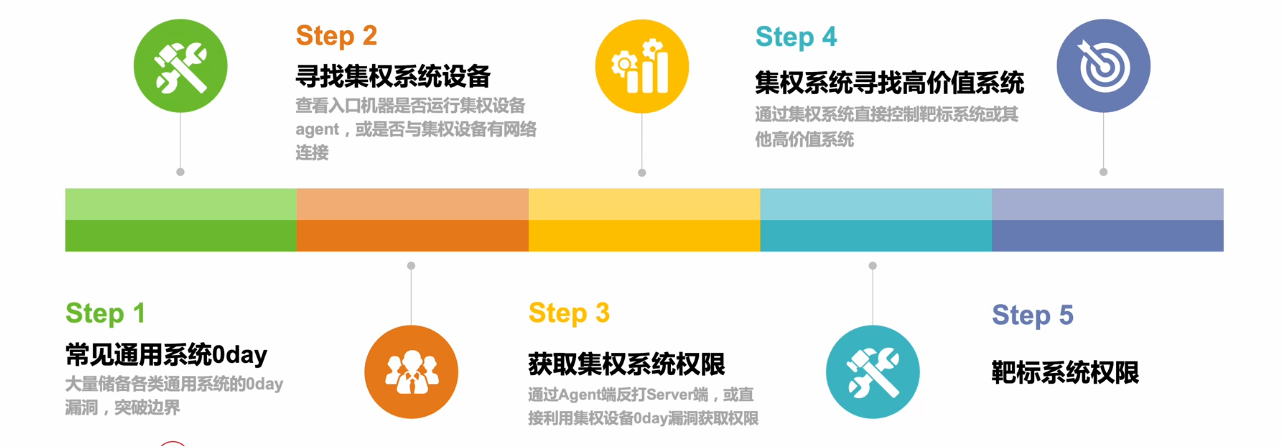 Step 1
常见通用系统0day
大量储备各类通用系统的0day
漏洞，突破边界
Step 2
寻找集权系统设备
查看入口机器是否运行集权设备
agent，或是否与集权设备有网络
连接
Step 3
获取集权系统权限
通过Agent端反打Server端，或直
接利用集权设备0day漏洞获取权限
Step 4
集权系统寻找高价值系统
通过集权系统直接控制靶标系统或其
他高价值系统
Step 5
靶标系统权限